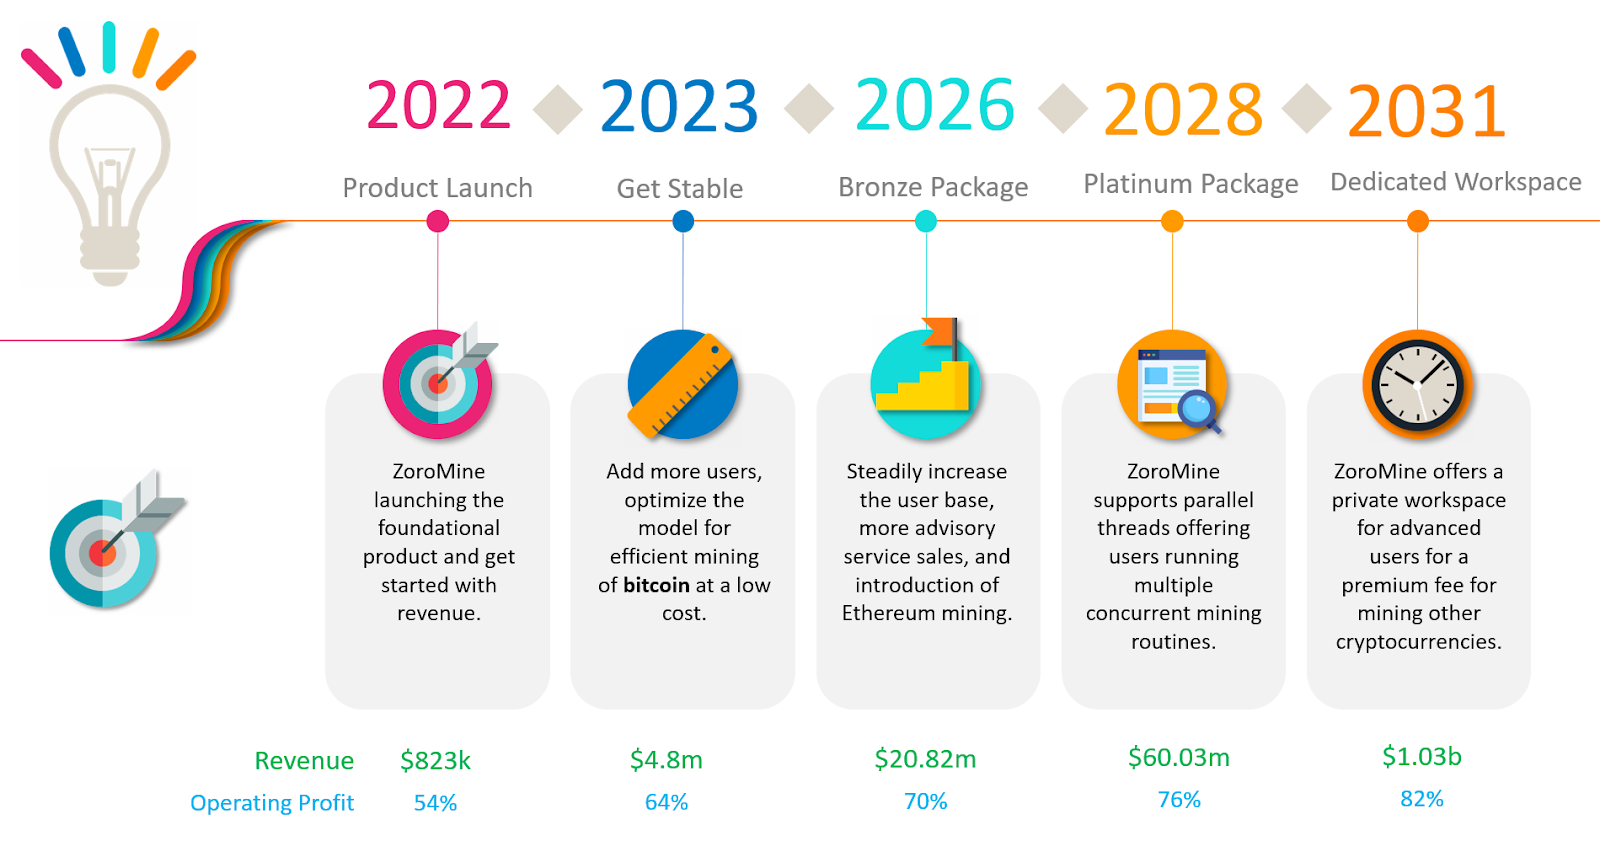 2022 2023 2026 2028 2031
Product Launch Get Stable Bronze Package Platinum Package Dedicated Workspace
ZoroMine
launching the
foundational
product and get
started with
revenue.
Add more users,
optimize the
model for
efficient mining
of bitcoin at a low
cost.
Steadily increase
the user base,
more advisory
service sales, and
introduction of
Ethereum mining.
ZoroMine
supports parallel
threads offering
users running
multiple
concurrent mining
routines.
ZoroMine offers a
private workspace
for advanced
users for a
premium fee for
mining other
cryptocurrencies.
Revenue $823k $4.8m $20.82m $60.03m $1.03b
Operating Profit 54% 64% 70% 76% 82%